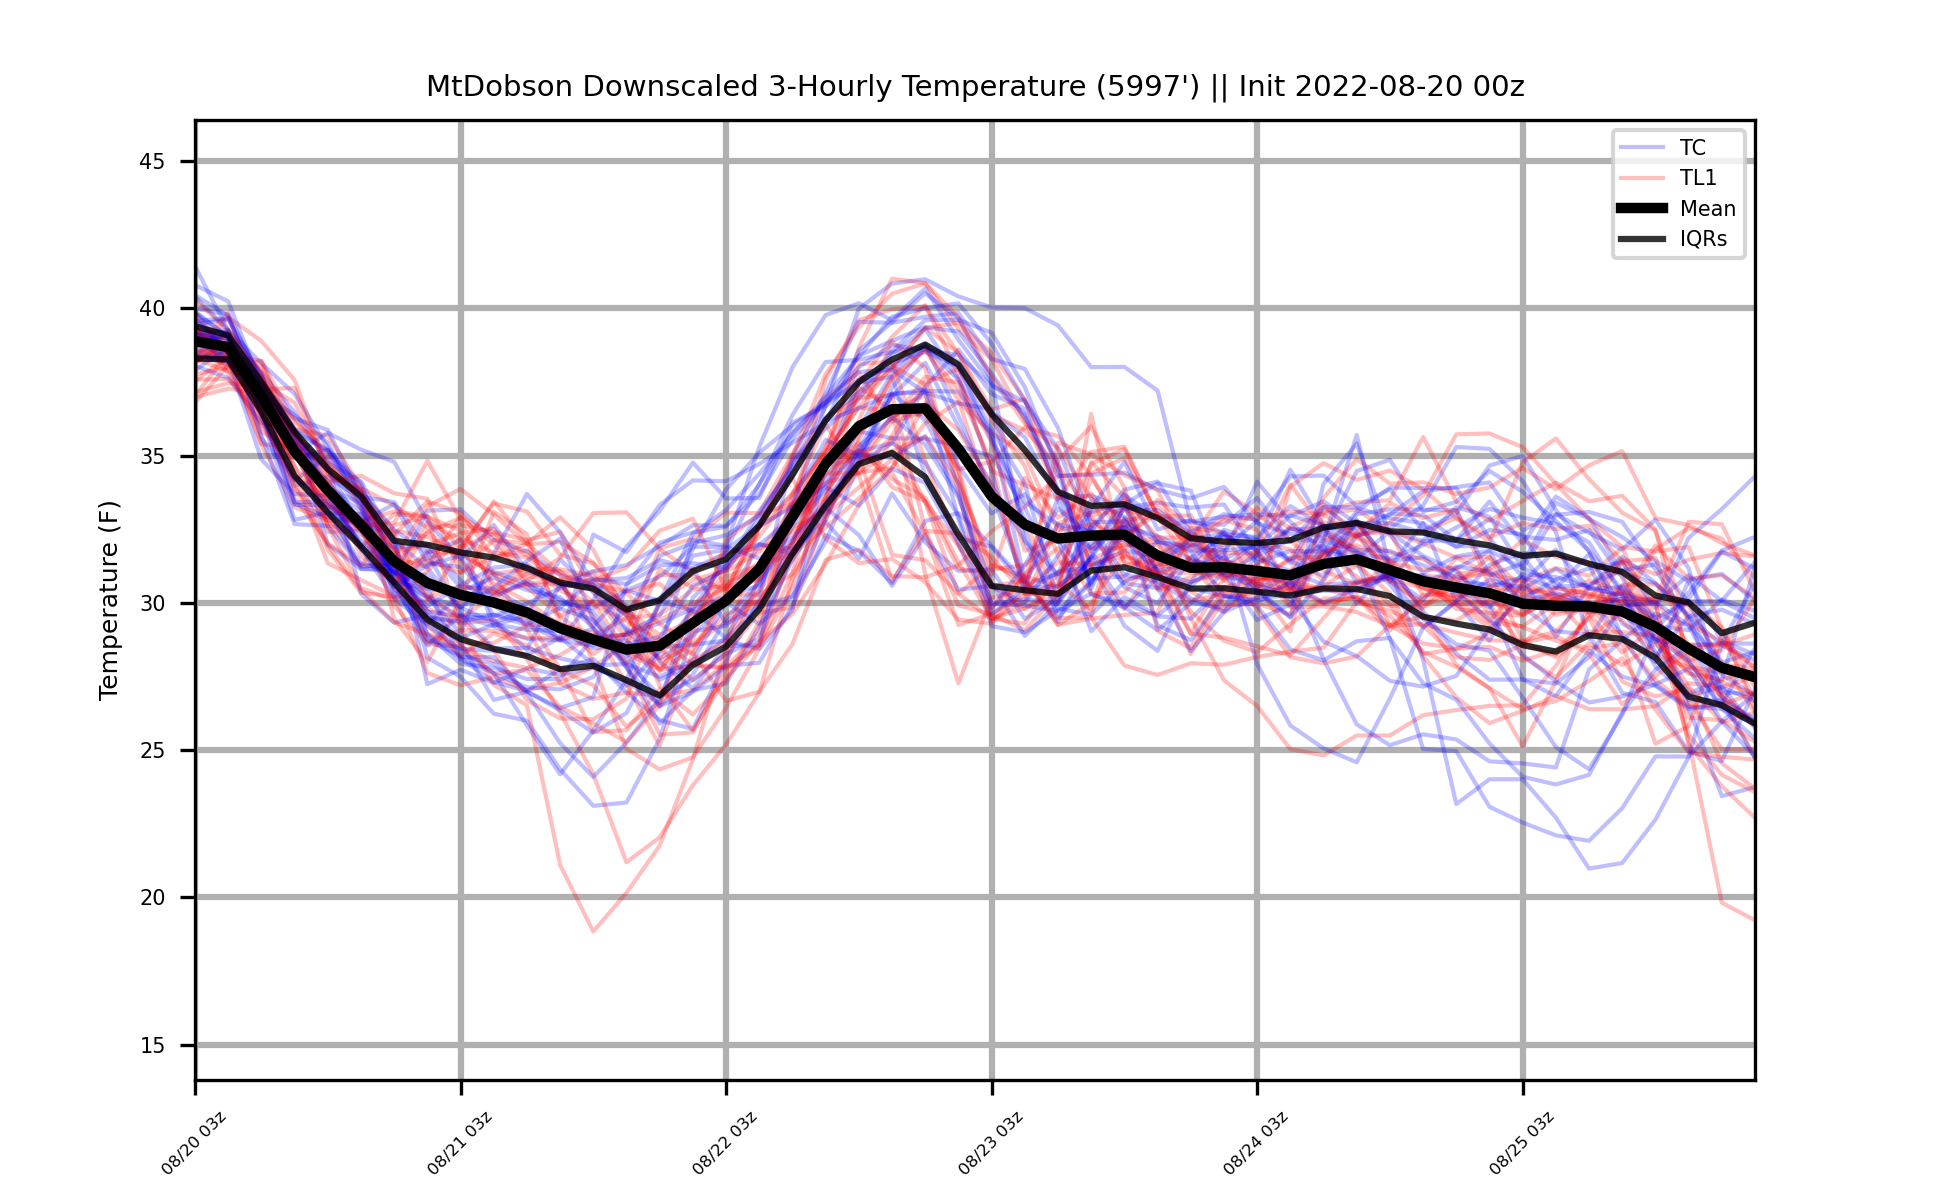 MtDobson Downscaled 3-Hourly Temperature (5997') || Init 2022-08-20 00z
TC
TL1
Mean
IQRs
Temperature (F)
45
40
35
30
25
20
15
08/20 03z
08/21 03z
08/22 03z
08/23 03z
08/24 03z
08/25 03z